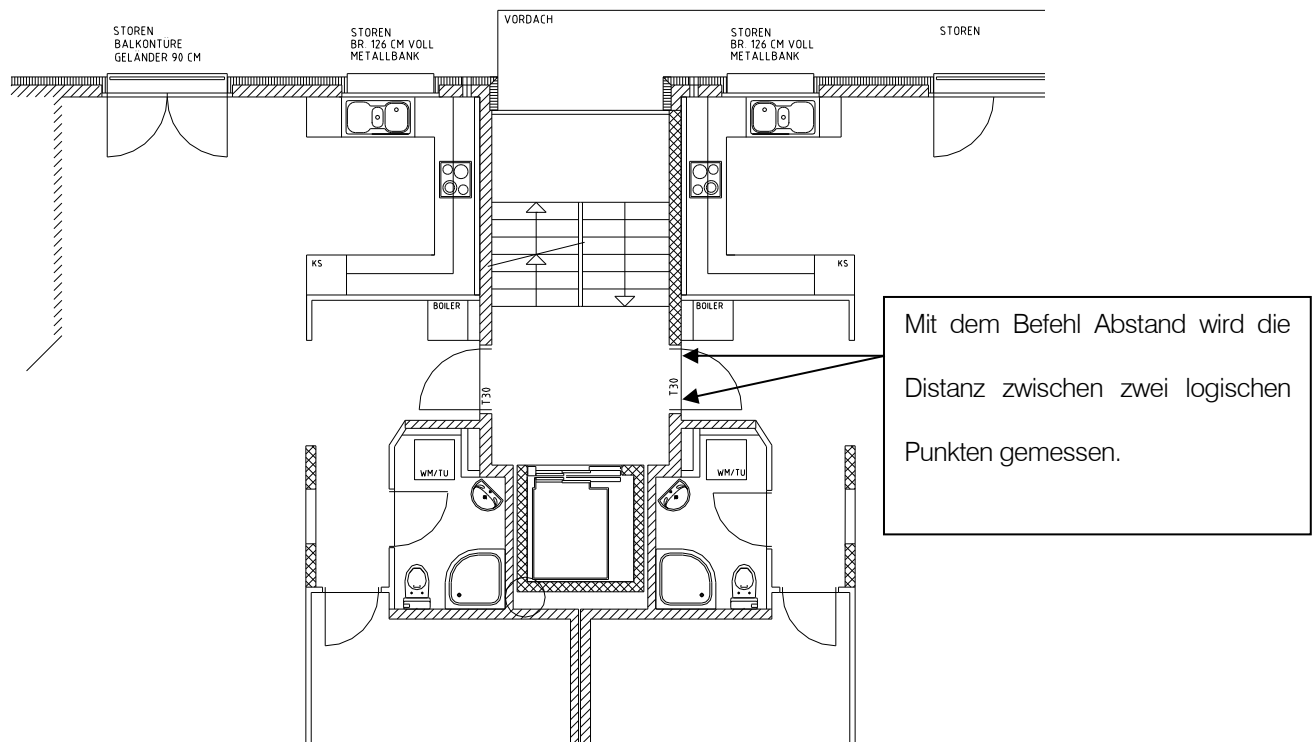 VORDACH
STOREN
BALKONTÜRE
GELÄNDER 90 CM
STOREN
BR. 126 CM VOLL
METALLBANK
STOREN
BR. 126 CM VOLL
METALLBANK
STOREN
KS
KS
BOILER
BOILER
Mit dem Befehl Abstand wird die
Distanz zwischen zwei logischen
Punkten gemessen.
T30
T30
WM/TU
WM/TU